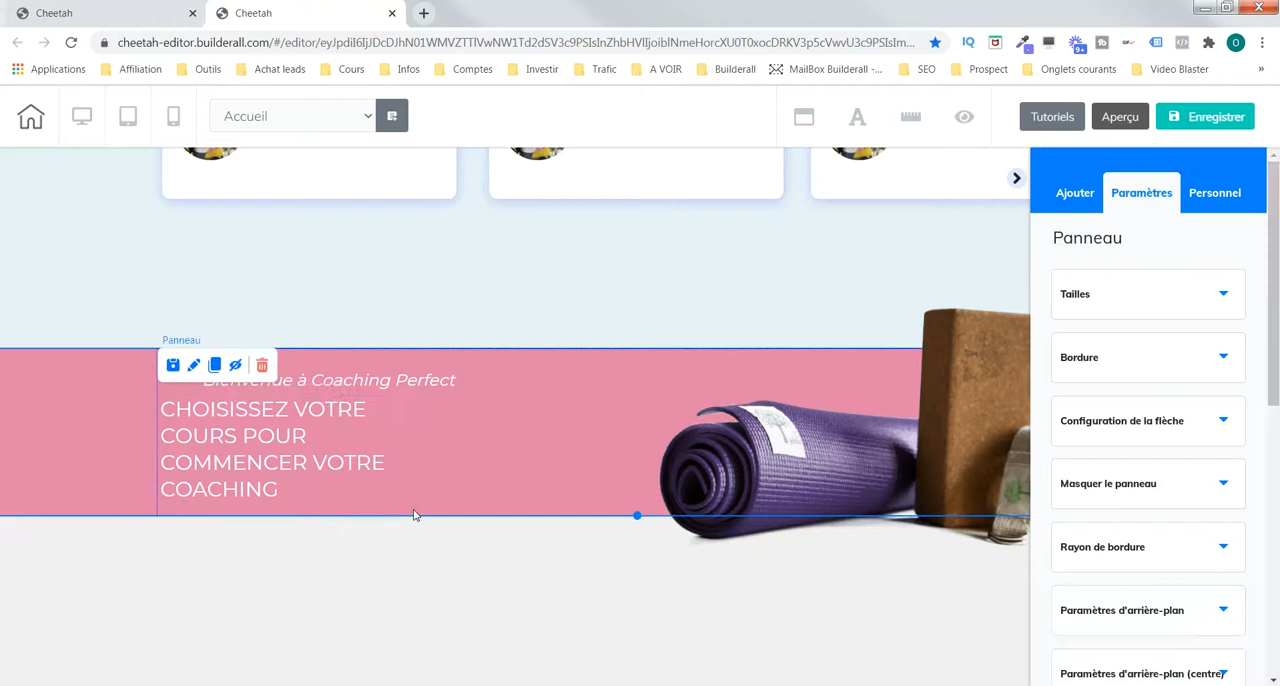 Cheetah
Cheetah
cheetah-editor.builderall.com/#/editor/eyJpdiI6IjJDcDJhN01WMVZTTlVwNW1Td2dSV3c9PSIsInZhbHVlIjoiblNmeHorcXU0T0xocDRKV3p5cVwvU3c9PSIsIm...
IQ
9+
O
Applications
Affiliation
Outils
Achat leads
Cours
Infos
Comptes
Investir
Trafic
A VOIR
Builderall
MailBox Builderall -...
SEO
Prospect
Onglets courants
Video Blaster
»
Accueil
A
Tutoriels
Aperçu
Enregistrer
Ajouter
Paramètres
Personnel
Panneau
Tailles
Bordure
Configuration de la flèche
Masquer le panneau
Rayon de bordure
Paramètres d'arrière-plan
Paramètres d'arrière-plan (centre)
Panneau
Bienvenue à Coaching Perfect
CHOISISSEZ VOTRE
COURS POUR
COMMENCER VOTRE
COACHING